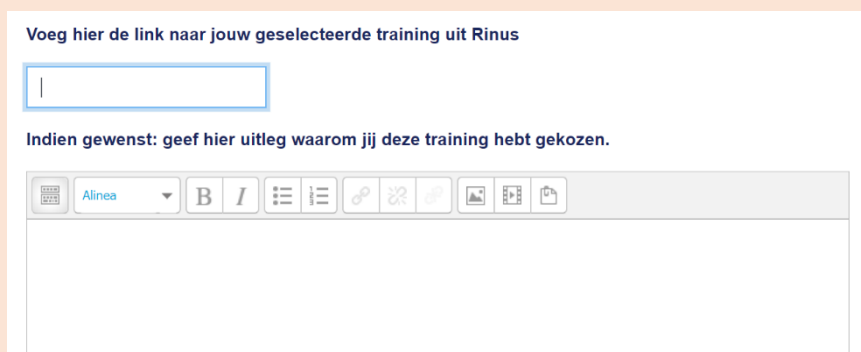 Voeg hier de link naar jouw geselecteerde training uit Rinus
Indien gewenst: geef hier uitleg waarom jij deze training hebt gekozen.
Alinea
B I